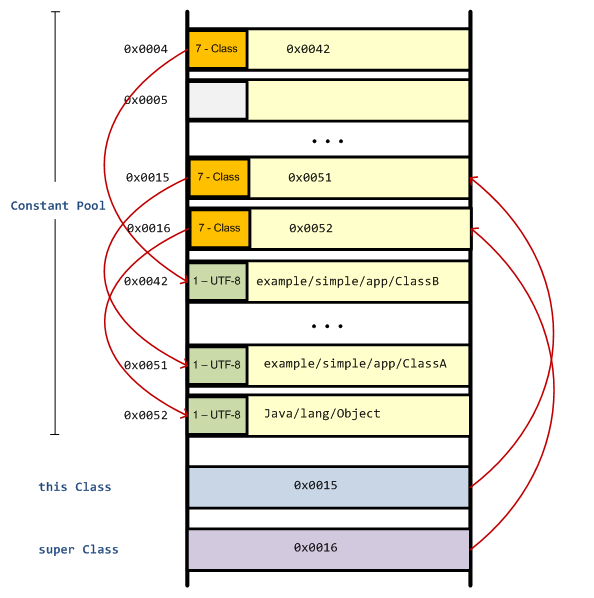 0x0004 7 - Class 0x0042
0x0005
...
0x0015 7 - Class 0x0051
Constant Pool
0x0016 7 - Class 0x0052
0x0042 1 – UTF-8 example/simple/app/ClassB
...
0x0051 1 – UTF-8 example/simple/app/ClassA
0x0052 1 – UTF-8 Java/lang/Object
this Class 0x0015
super Class 0x0016